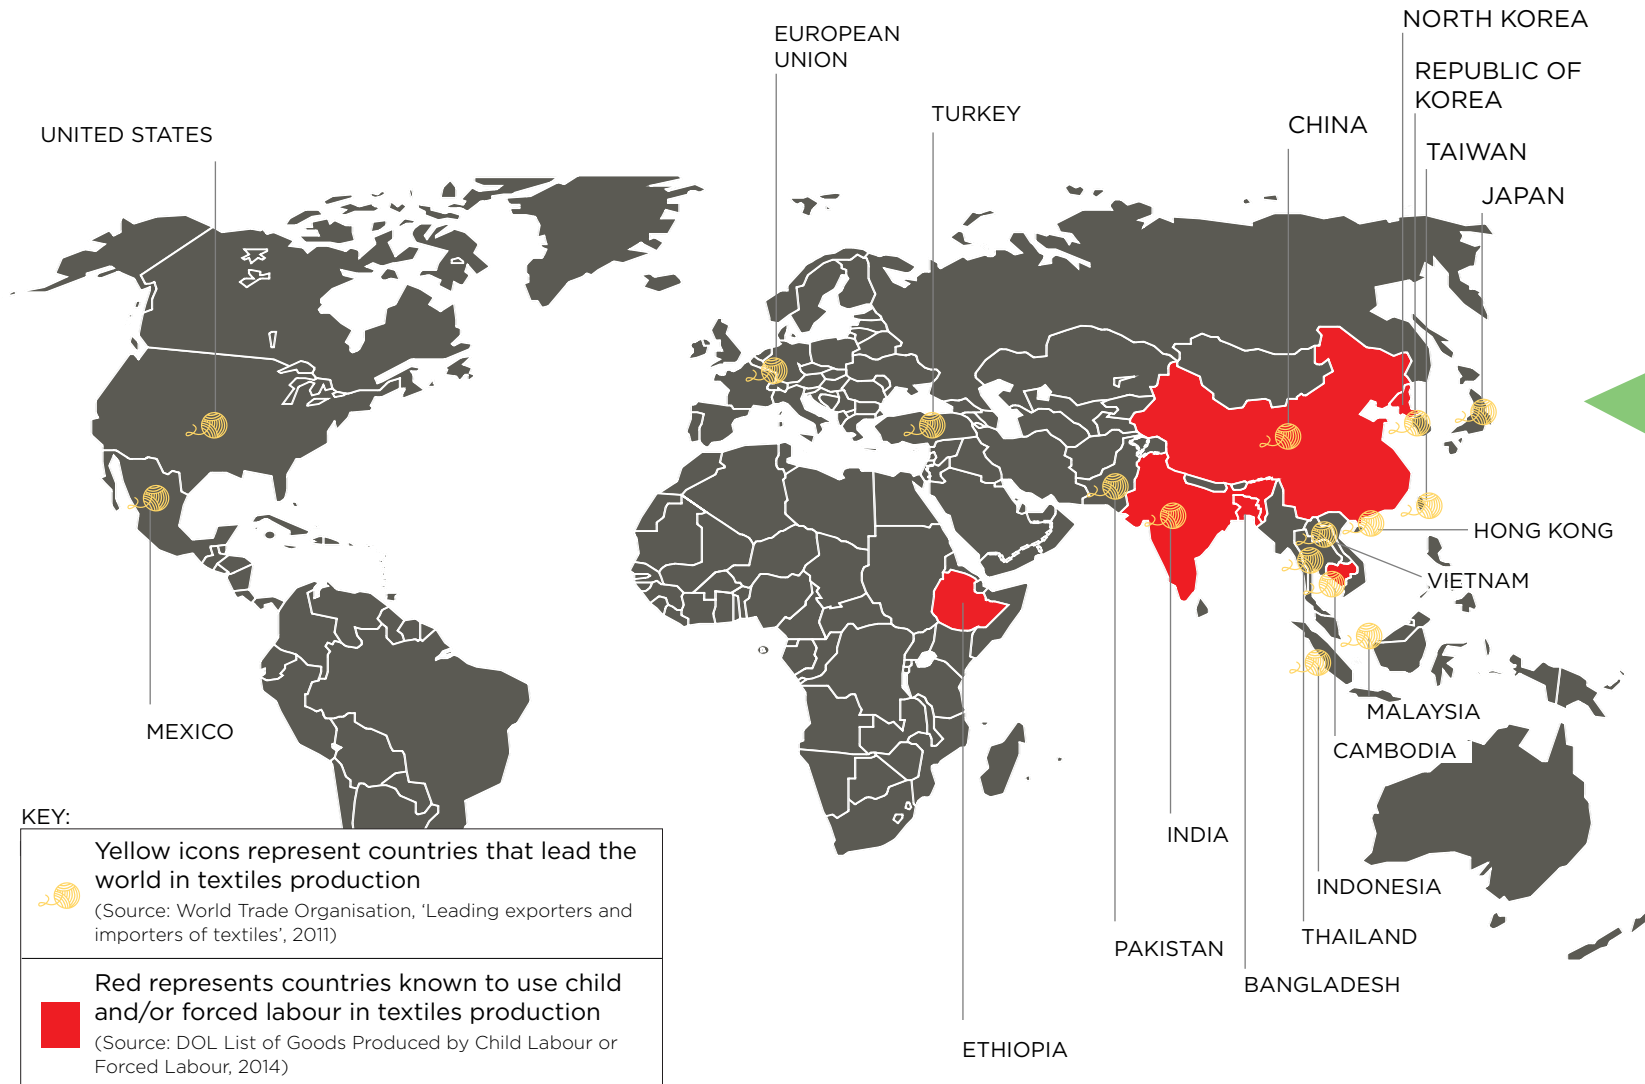 NORTH KOREA
EUROPEAN
UNION
REPUBLIC OF
KOREA
TURKEY
CHINA
UNITED STATES
TAIWAN
JAPAN
HONG KONG
VIETNAM
MALAYSIA
MEXICO
CAMBODIA
INDIA
INDONESIA
THAILAND
PAKISTAN
BANGLADESH
ETHIOPIA
KEY:
Yellow icons represent countries that lead the
world in textiles production
(Source: World Trade Organisation, ‘Leading exporters and
importers of textiles’, 2011)
Red represents countries known to use child
and/or forced labour in textiles production
(Source: DOL List of Goods Produced by Child Labour or
Forced Labour, 2014)